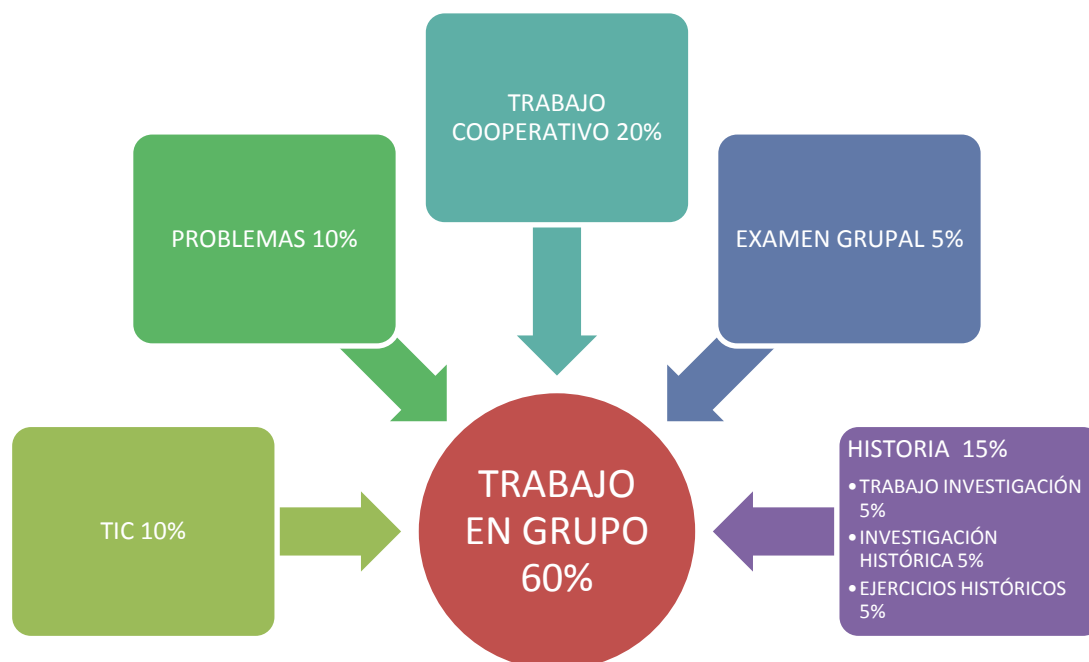 TRABAJO
COOPERATIVO 20%
PROBLEMAS 10%
EXAMEN GRUPAL 5%
TIC 10%
TRABAJO
EN GRUPO
60%
HISTORIA 15%
•TRABAJO INVESTIGACIÓN
5%
•INVESTIGACIÓN
HISTÓRICA 5%
•EJERCICIOS HISTÓRICOS
5%